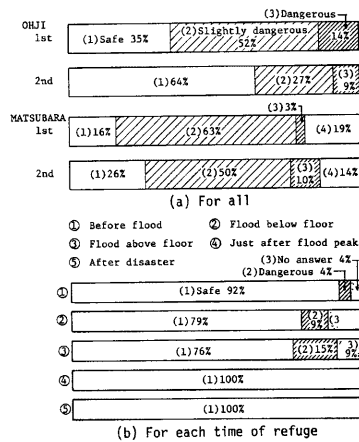 (3)Dangerous
OHJI
1st (1)Safe 35% (2)Slightly dangerous 52% 14%
2nd (1)64% (2)27% (3) 9%
(3)3%
MATSUBARA
1st (1)16% (2)63% (4)19%
2nd (1)26% (2)50% (3) 10% (4)14%
(a) For all
① Before flood ② Flood below floor
③ Flood above floor ④ Just after flood peak
⑤ After disaster
(3)No answer 4%
(2)Dangerous 4%
① (1)Safe 92%
② (1)79% (2) 9% (3
③ (1)76% (2)15% 3) 9%
④ (1)100%
⑤ (1)100%
(b) For each time of refuge